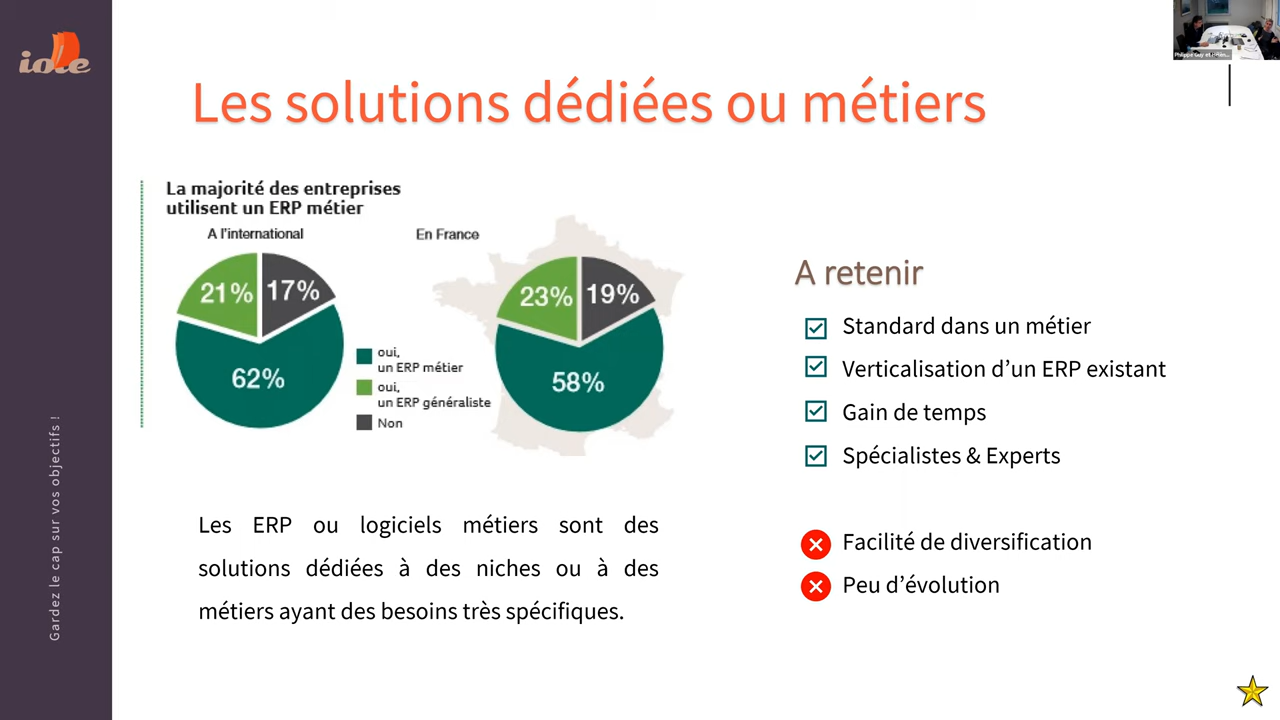 iole
Les solutions dédiées ou métiers
La majorité des entreprises
utilisent un ERP métier
A l'international
En France
21%
17%
62%
23%
19%
58%
oui,
un ERP métier
oui,
un ERP généraliste
Non
Les ERP ou logiciels métiers sont des
solutions dédiées à des niches ou à des
métiers ayant des besoins très spécifiques.
A retenir
Standard dans un métier
Verticalisation d'un ERP existant
Gain de temps
Spécialistes & Experts
Facilité de diversification
Peu d'évolution
Gardez le cap sur vos objectifs !